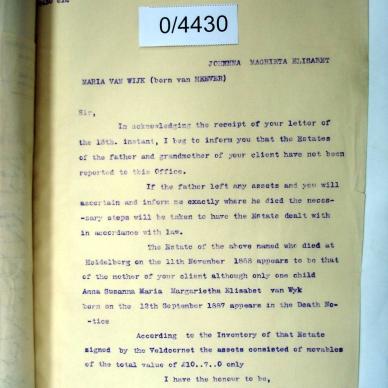 0/4430
JOHENNA MAGRIETA ELISABET
MARIA VAN WIJK (born van HEEVER)
Sir,
In acknowledging the receipt of your letter of
the 18th. instant, I beg to inform you that the Estates
of the father and grandmother of your client have not been
reported to this Office.
If the father left any assets and you will
ascertain and inform me exactly where he died the neces-
-sary steps will be taken to have the Estate dealt with
in accordance with law.
The Estate of the above named who died at
Heidelberg on the 11th November 1888 appears to be that
of the mother of your client although only one child
Anna Susanna Maria Margarietha Elisabet van Wyk
born on the 12th September 1887 appears in the Death No-
-tice
According to the Inventory of that Estate
signed by the Veldcornet the assets consisted of movables
of the total value of £10..7..0 only
I have the honour to be,